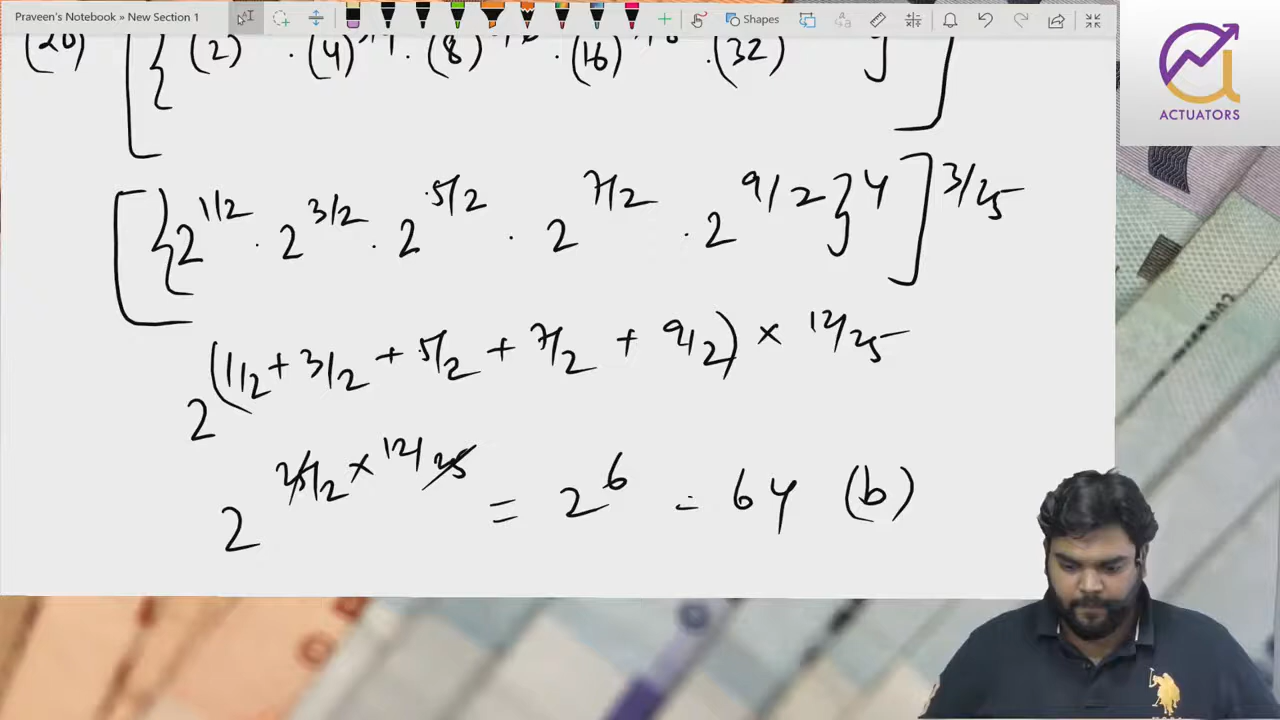 Praveen's Notebook » New Section 1
Shapes
ACTUATORS
(20) [{(2) · (4) · (8) · (16) · (32) }]
[{2^1/2 · 2^3/2 · 2^5/2 · 2^7/2 · 2^9/2}^4]^3/25
2^(1/2 + 3/2 + 5/2 + 7/2 + 9/2) × 12/25
2^25/2 × 12/25 = 2^6 = 64 (b)